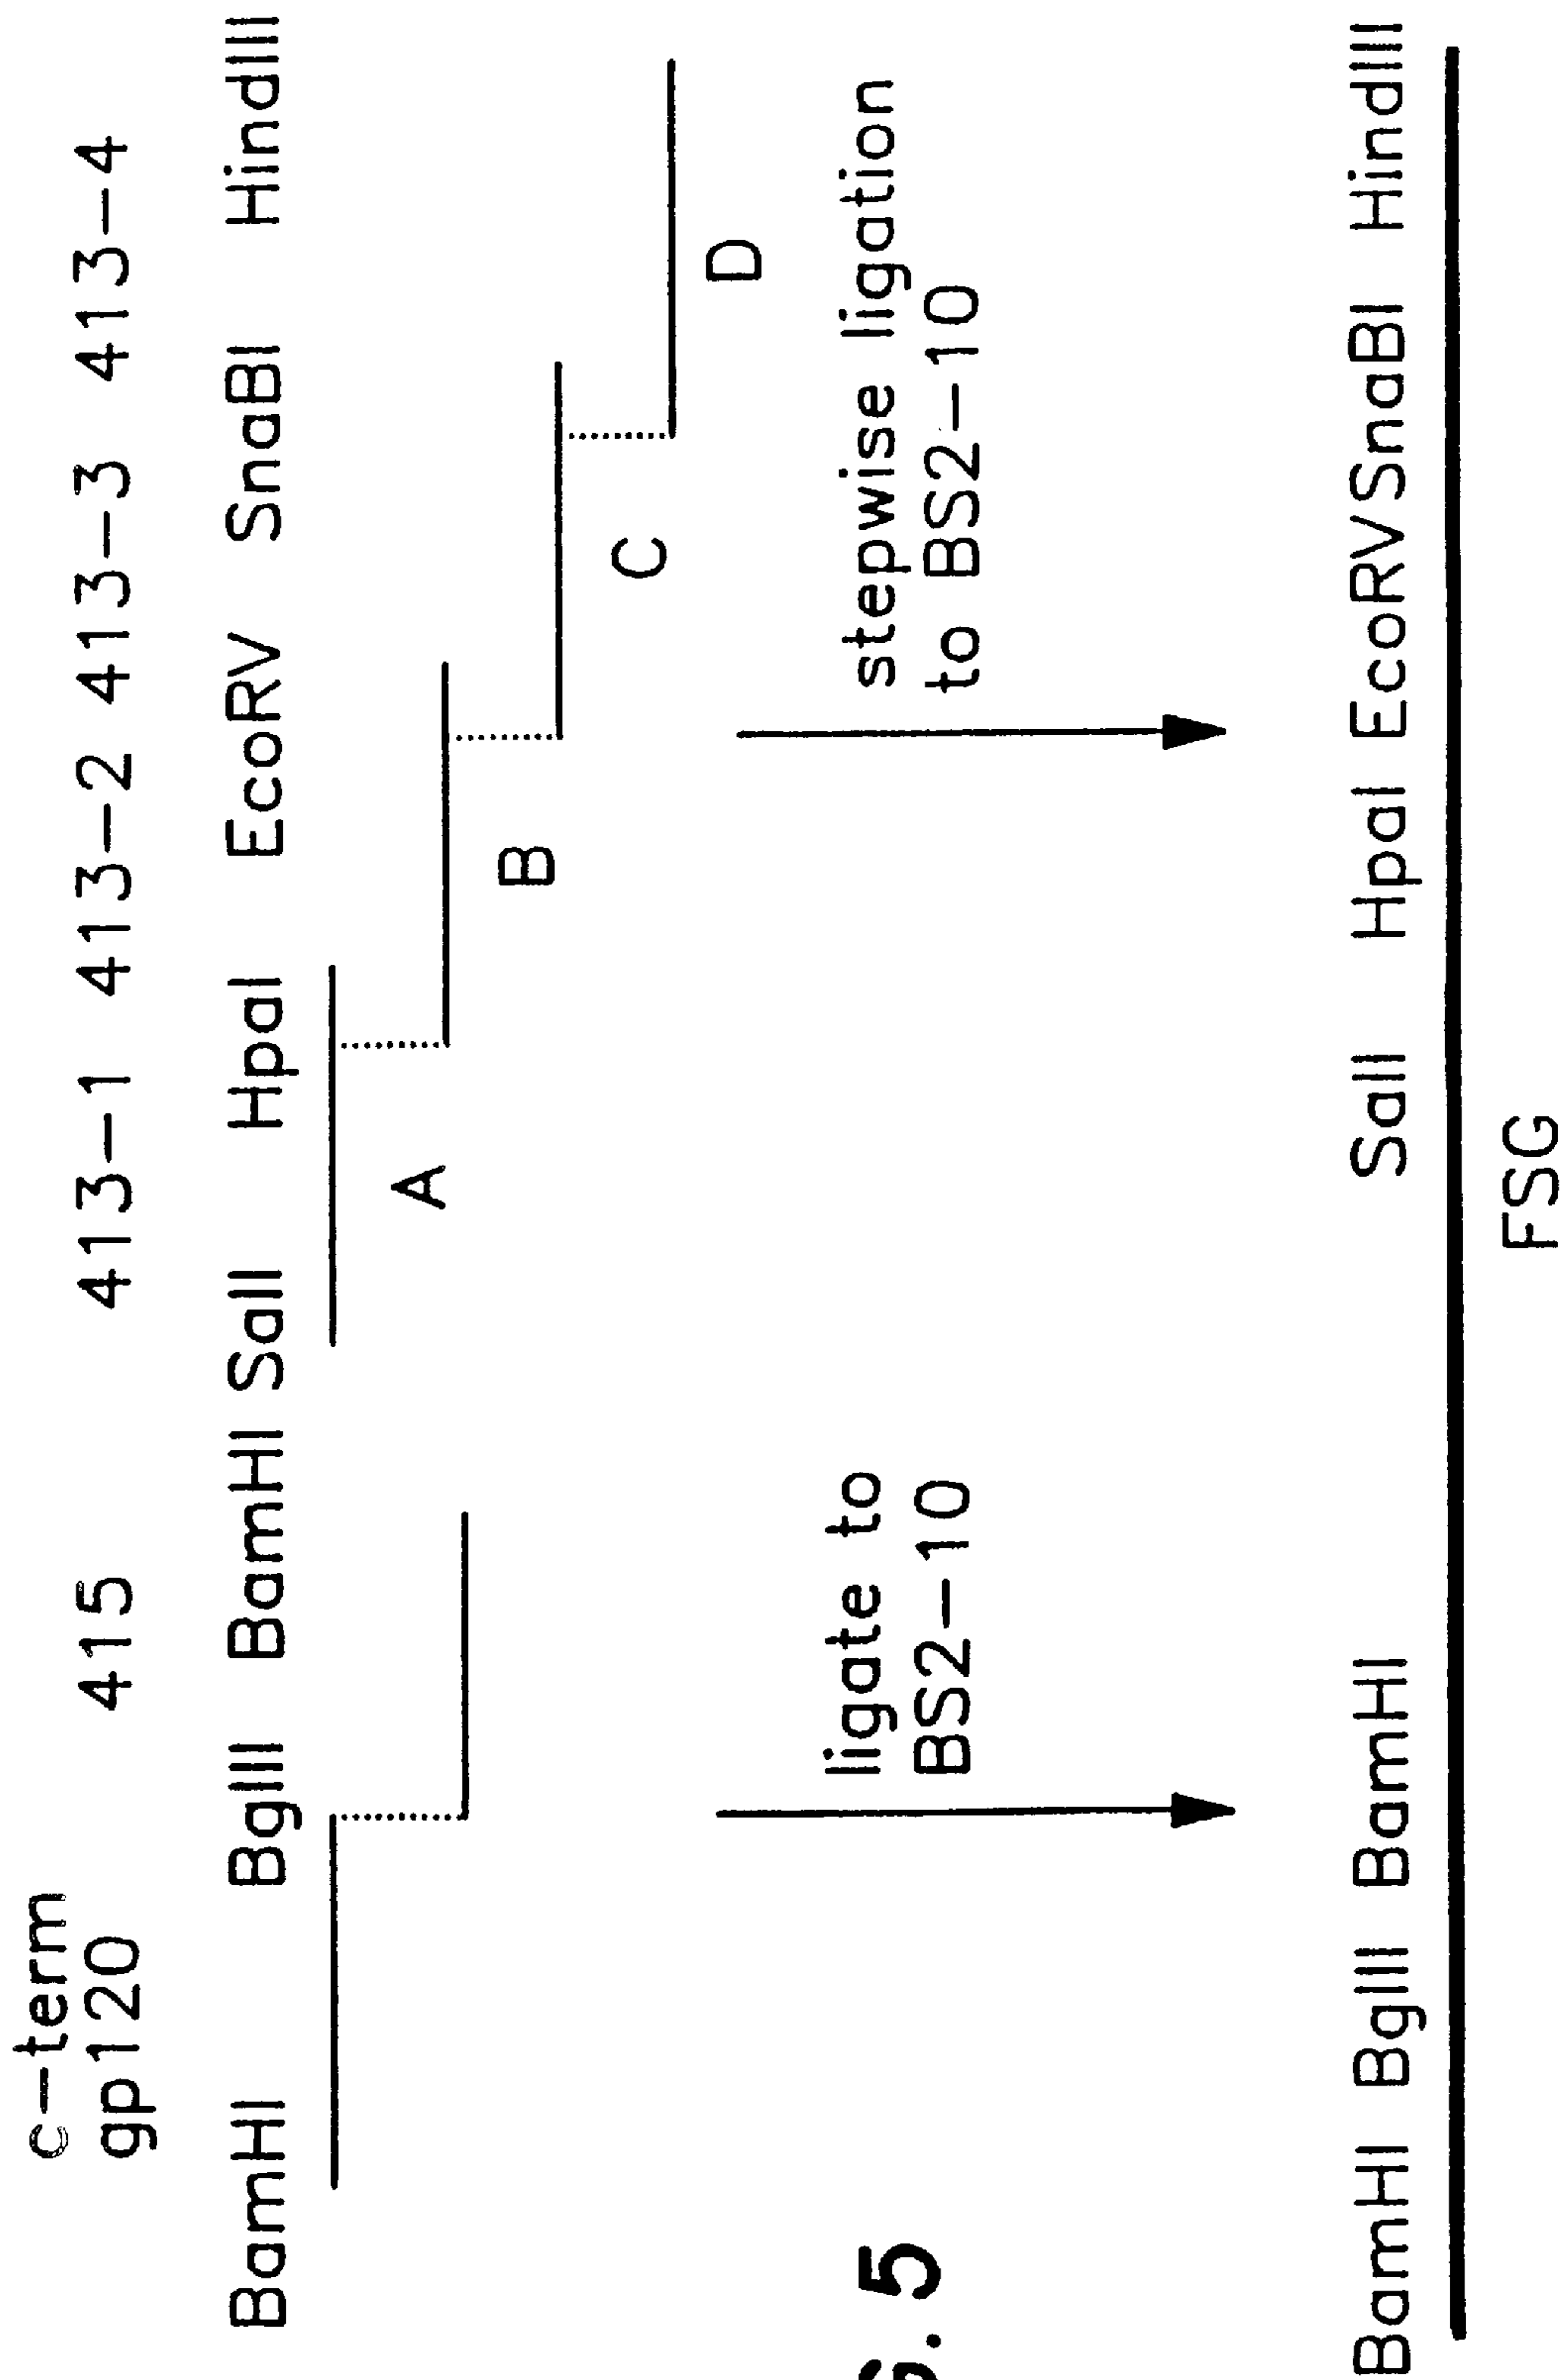 c-term
gp120 415 413-1 413-2 413-3 413-4
BamHI BglII BamHI SalI HpaI EcoRV SnaBI HindIII
A
B
C
D
ligate to
BS2-10
stepwise ligation
to BS2-10
G. 5
BamHI BglII BamHI SalI HpaI EcoRV SnaBI HindIII
FSG